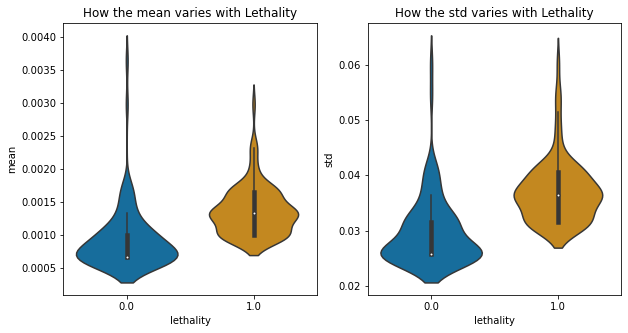 How the mean varies with Lethality
How the std varies with Lethality
0.0040
0.0035
0.0030
0.0025
0.0020
0.0015
0.0010
0.0005
mean
0.0
1.0
lethality
0.06
0.05
0.04
0.03
0.02
std
0.0
1.0
lethality